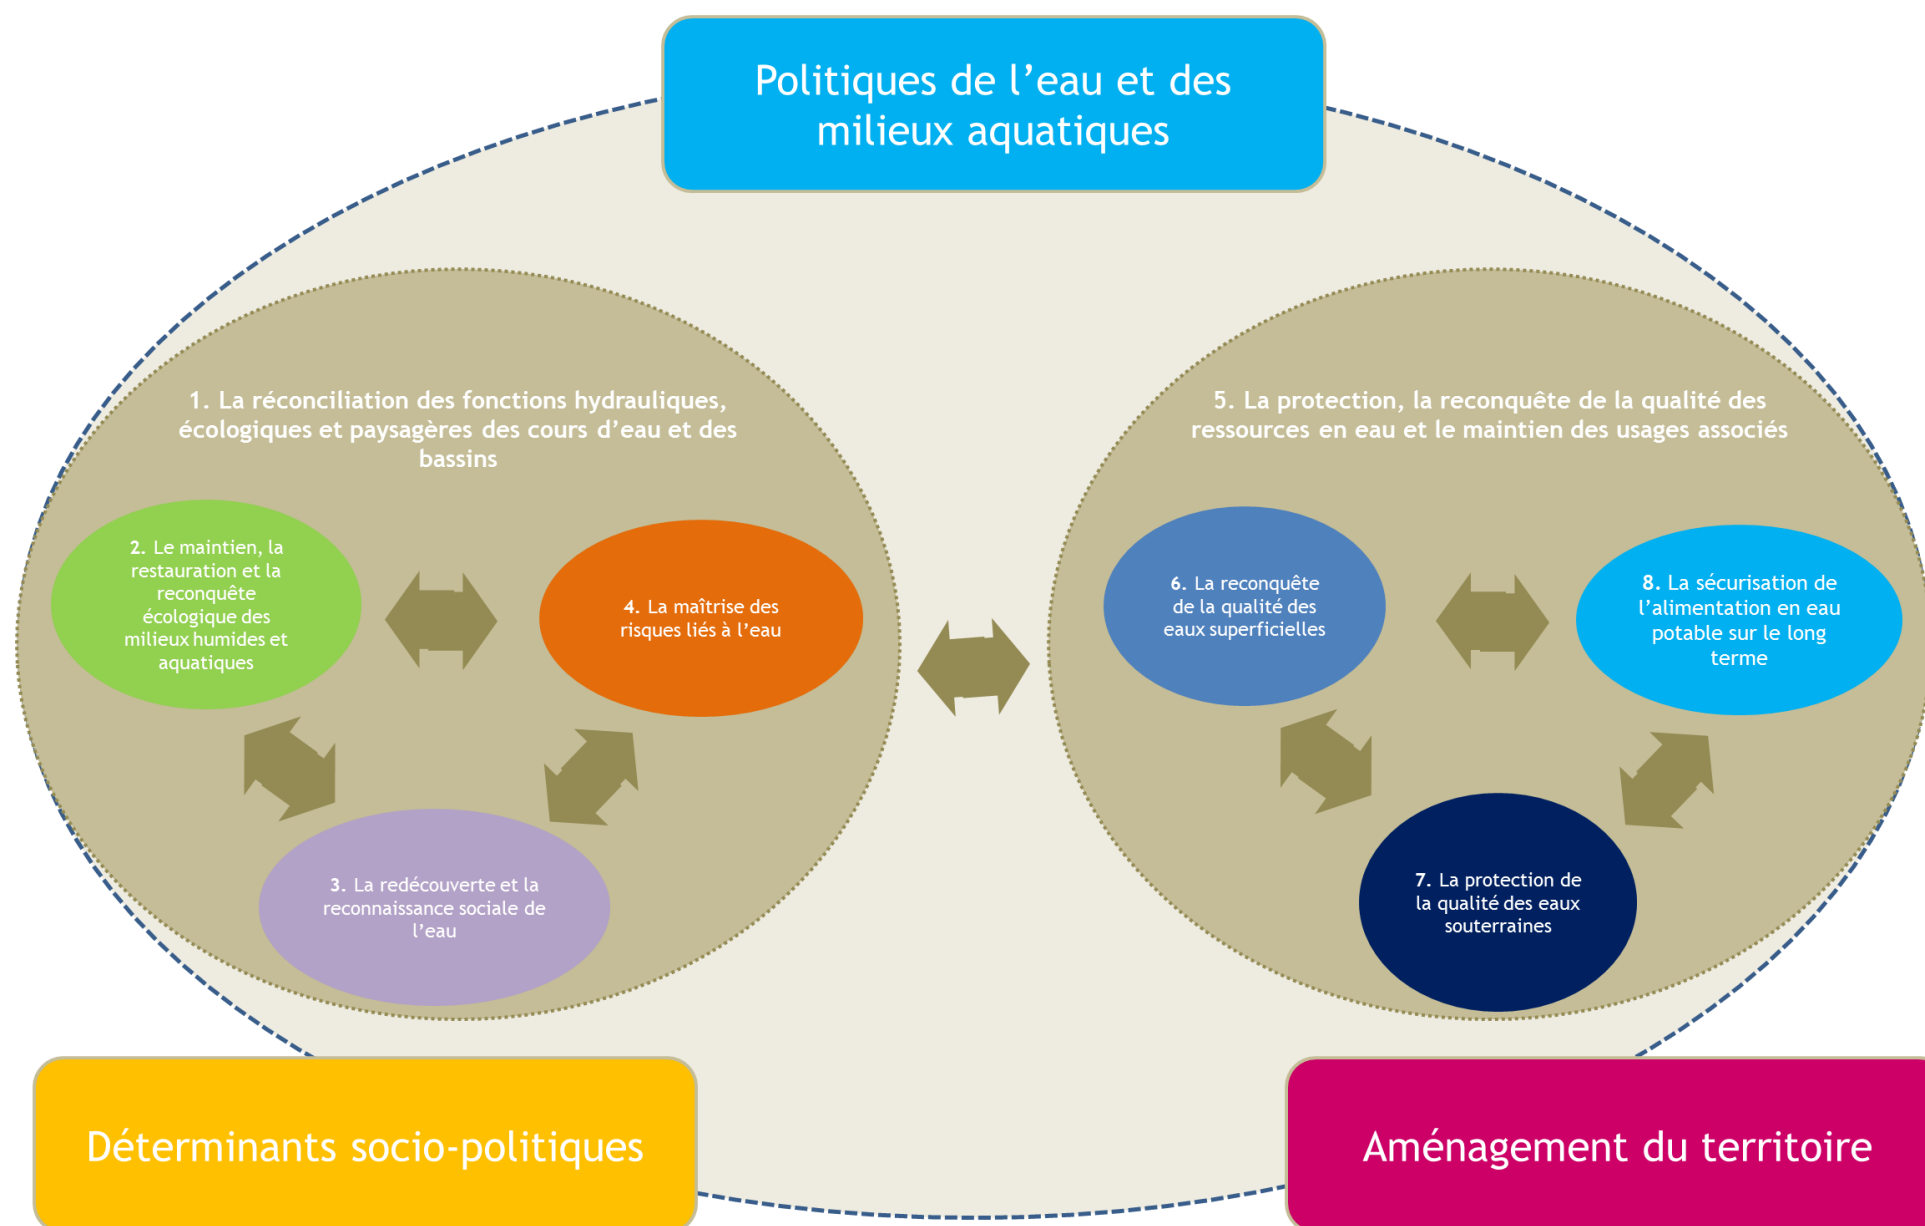 Politiques de l’eau et des
milieux aquatiques
1. La réconciliation des fonctions hydrauliques,
écologiques et paysagères des cours d’eau et des
bassins
2. Le maintien, la
restauration et la
reconquête
écologique des
milieux humides et
aquatiques
4. La maîtrise des
risques liés à l’eau
3. La redécouverte et la
reconnaissance sociale de
l’eau
5. La protection, la reconquête de la qualité des
ressources en eau et le maintien des usages associés
6. La reconquête
de la qualité des
eaux superficielles
8. La sécurisation de
l’alimentation en eau
potable sur le long
terme
7. La protection de
la qualité des eaux
souterraines
Déterminants socio-politiques
Aménagement du territoire